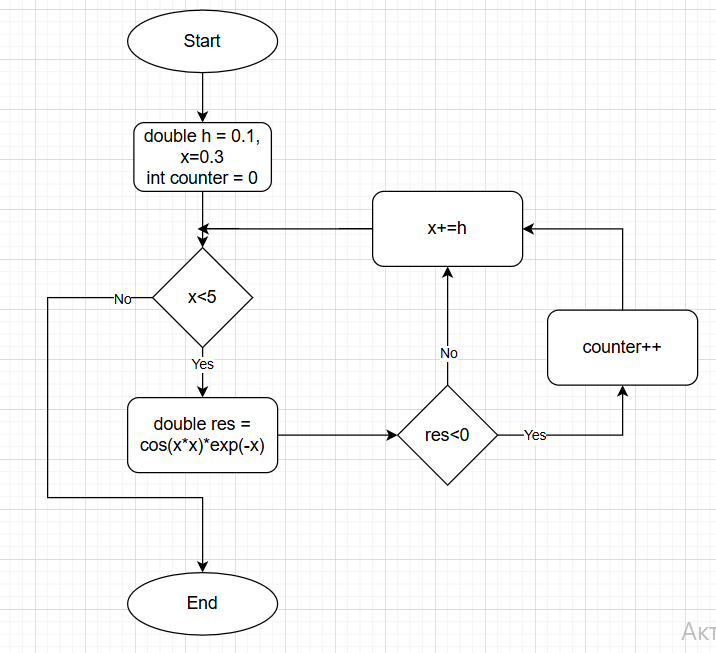 Start
double h = 0.1,
x=0.3
int counter = 0
x+=h
x<5
No
Yes
counter++
No
double res =
cos(x*x)*exp(-x)
res<0
Yes
End
Акт